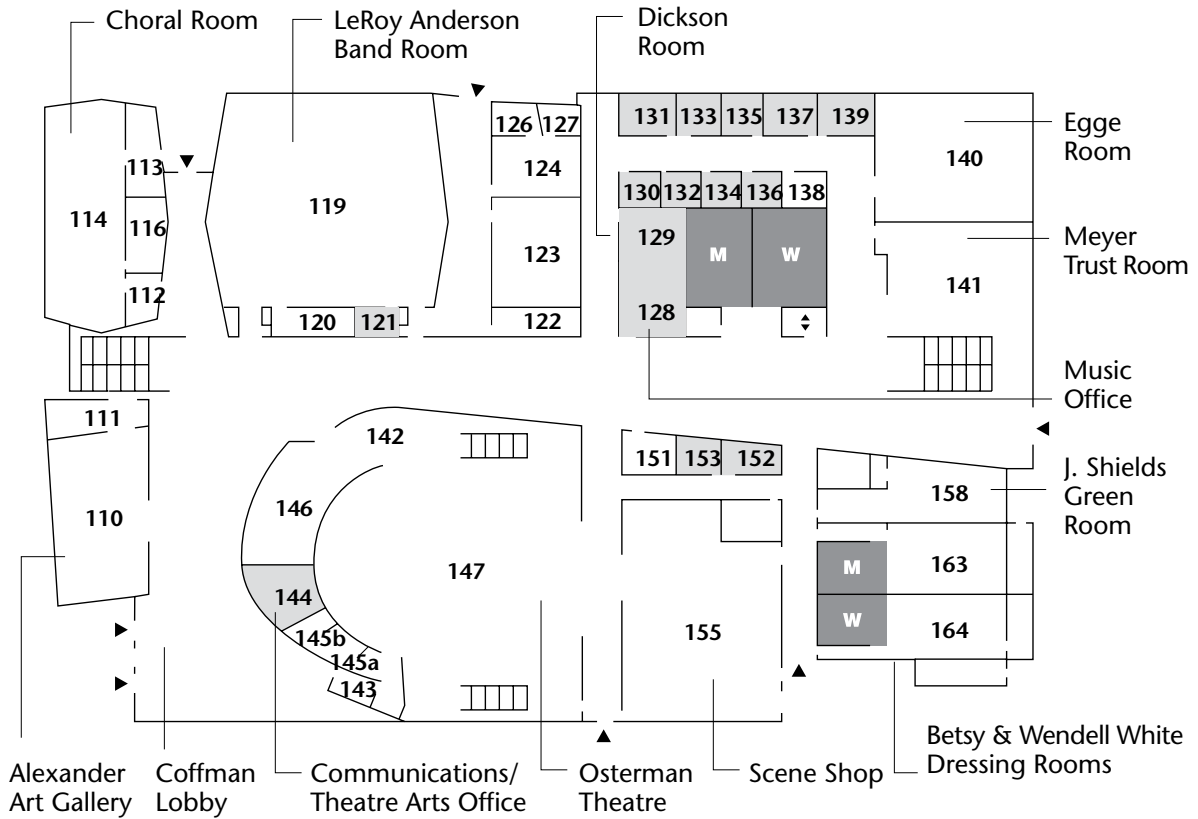 Choral Room
LeRoy Anderson
Band Room
Dickson
Room
131 133 135 137 139
126 127
Egge
Room
140
124
113
130 132 134 136 138
119
114
116
129
M
W
123
Meyer
Trust Room
141
112
120
121
122
128
Music
Office
111
142
151 153 152
J. Shields
Green
Room
158
146
110
147
M
163
144
W
164
145b
155
145a
143
Alexander
Art Gallery
Coffman
Lobby
Communications/
Theatre Arts Office
Osterman
Theatre
Scene Shop
Betsy & Wendell White
Dressing Rooms